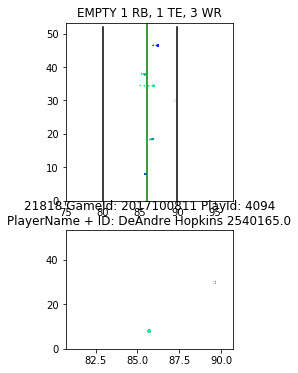 EMPTY 1 RB, 1 TE, 3 WR
50
40
30
20
10
0
75 80 85 90 95
21818 GameId: 2017100811 PlayId: 4094
PlayerName + ID: DeAndre Hopkins 2540165.0
40
20
0
82.5 85.0 87.5 90.0